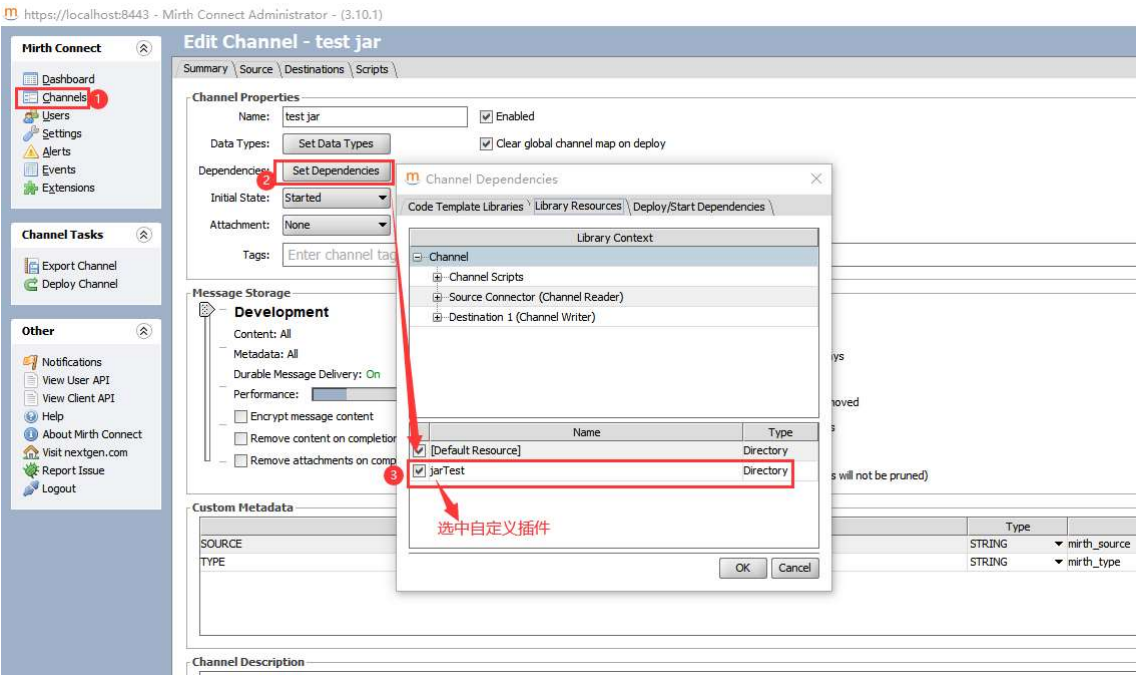 m https://localhost:8443 - Mirth Connect Administrator - (3.10.1)
Mirth Connect
Dashboard
Channels
1
Users
Settings
Alerts
Events
Extensions
Channel Tasks
Export Channel
Deploy Channel
Other
Notifications
View User API
View Client API
Help
About Mirth Connect
Visit nextgen.com
Report Issue
Logout
Edit Channel - test jar
Summary Source Destinations Scripts
Channel Properties
Name: test jar Enabled
Data Types: Set Data Types Clear global channel map on deploy
Dependencies: Set Dependencies
2
Initial State: Started
Attachment: None
Tags: Enter channel tag
Message Storage
Development
Content: All
Metadata: All
Durable Message Delivery: On
Performance:
Encrypt message content
Remove content on completion
Remove attachments on comp
ays
moved
s
s will not be pruned)
m Channel Dependencies
Code Template Libraries Library Resources Deploy/Start Dependencies
Library Context
Channel
Channel Scripts
Source Connector (Channel Reader)
Destination 1 (Channel Writer)
Name Type
[Default Resource] Directory
3
jarTest Directory
选中自定义插件
OK Cancel
Custom Metadata
Type
SOURCE STRING mirth_source
TYPE STRING mirth_type
Channel Description